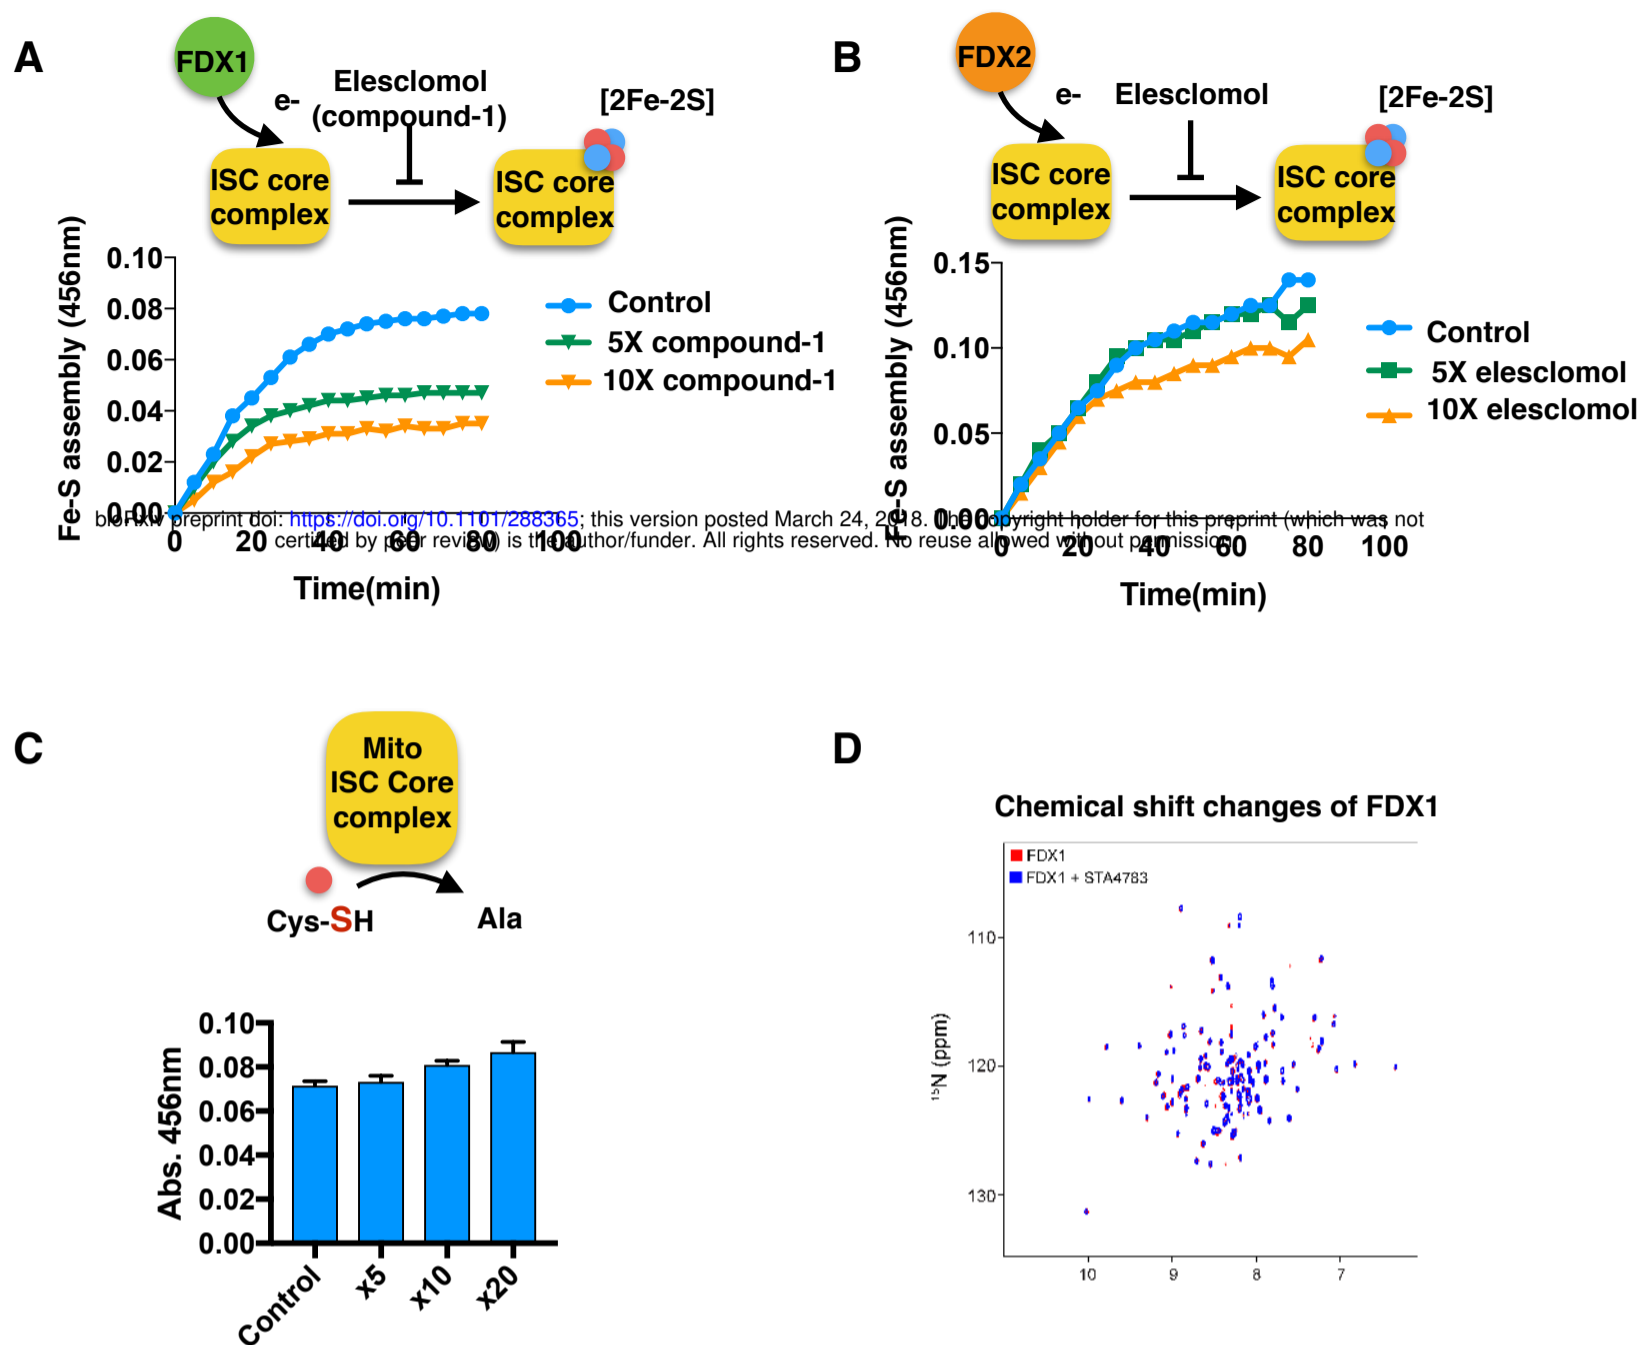 A
FDX1
e-
Elesclomol
(compound-1)
[2Fe-2S]
ISC core
complex
ISC core
complex
Fe-S assembly (456nm)
0.10
0.08
0.06
0.04
0.02
0.00
0 20 40 60 80 100
Time(min)
Control
5X compound-1
10X compound-1
B
FDX2
e-
Elesclomol
[2Fe-2S]
ISC core
complex
ISC core
complex
Fe-S assembly (456nm)
0.15
0.10
0.05
0.00
0 20 40 60 80 100
Time(min)
Control
5X elesclomol
10X elesclomol
bioRxiv preprint doi: https://doi.org/10.1101/288365; this version posted March 24, 2018. The copyright holder for this preprint (which was not
certified by peer review) is the author/funder. All rights reserved. No reuse allowed without permission.
C
Mito
ISC Core
complex
Cys-SH
Ala
Abs. 456nm
0.10
0.08
0.06
0.04
0.02
0.00
Control
x5
x10
x20
D
Chemical shift changes of FDX1
FDX1
FDX1 + STA4783
15N (ppm)
110
120
130
10 9 8 7